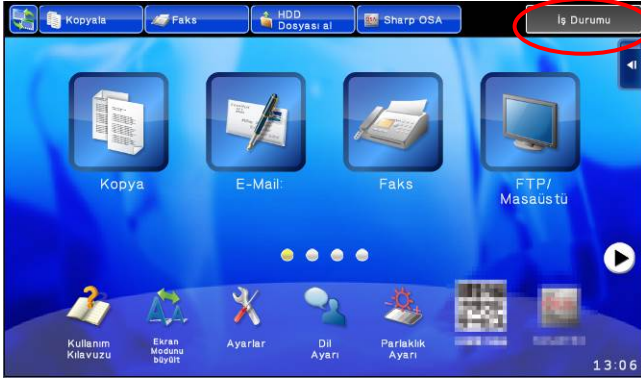 Kopyala
Faks
HDD
Dosyası al
Sharp OSA
İş Durumu
Kopya
E-Mail:
Faks
FTP/
Masaüstü
Kullanım
Kılavuzu
Ekran
Modunu
büyült
Ayarlar
Dil
Ayarı
Parlaklık
Ayarı
13:06